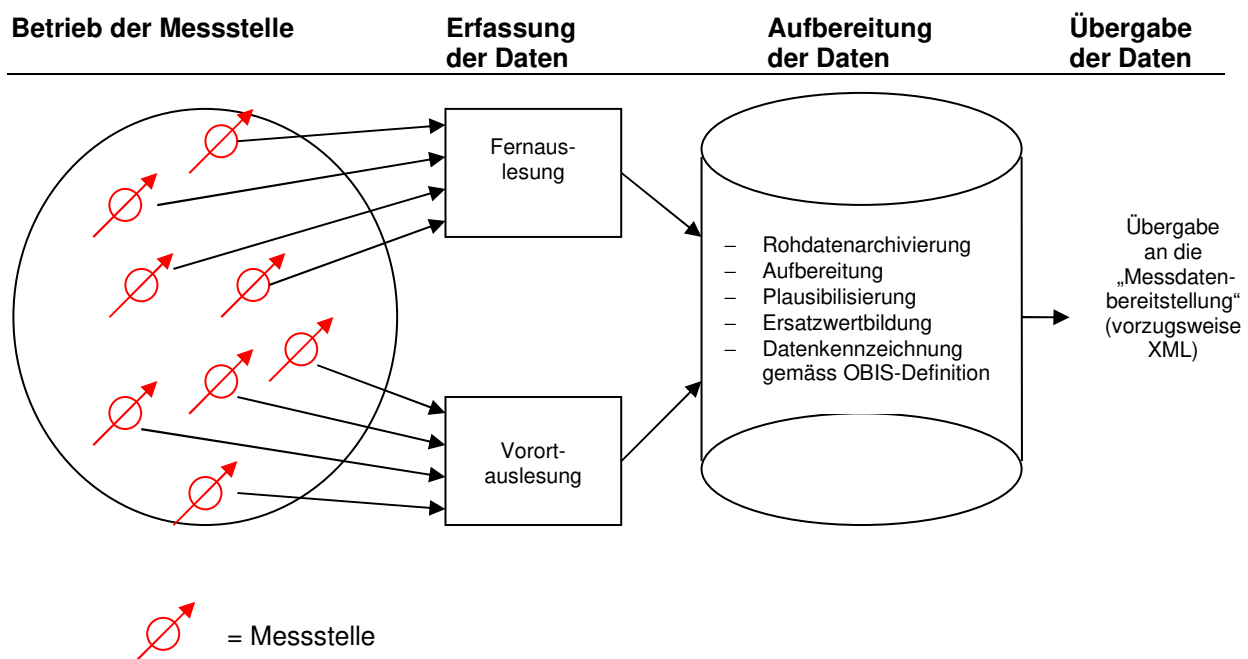 Betrieb der Messstelle
Erfassung
der Daten
Aufbereitung
der Daten
Übergabe
der Daten
Fernaus-
lesung
Vorort-
auslesung
– Rohdatenarchivierung
– Aufbereitung
– Plausibilisierung
– Ersatzwertbildung
– Datenkennzeichnung
gemäss OBIS-Definition
Übergabe
an die
„Messdaten-
bereitstellung“
(vorzugsweise
XML)
= Messstelle